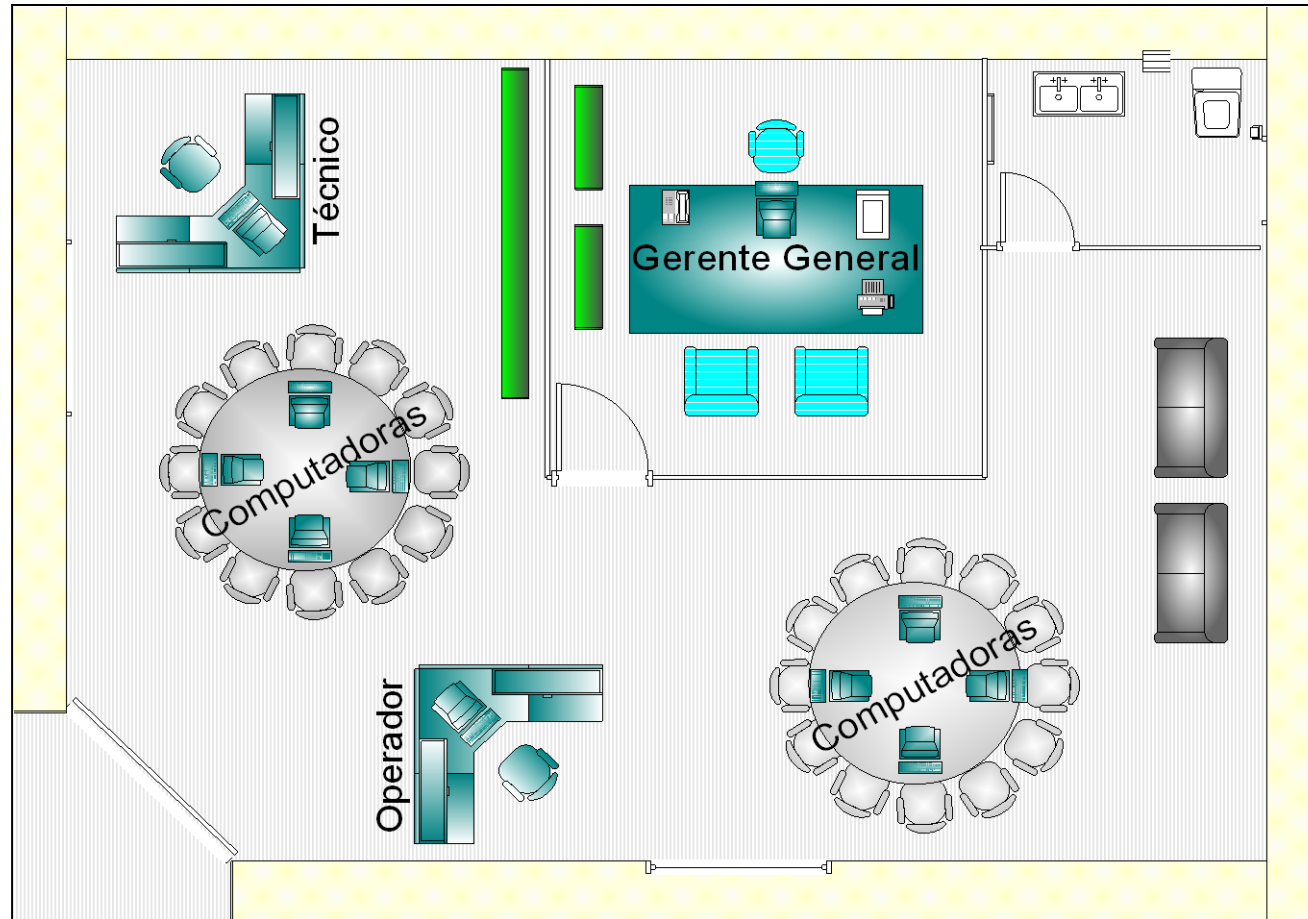 Técnico
Gerente General
Computadoras
Computadoras
Operador